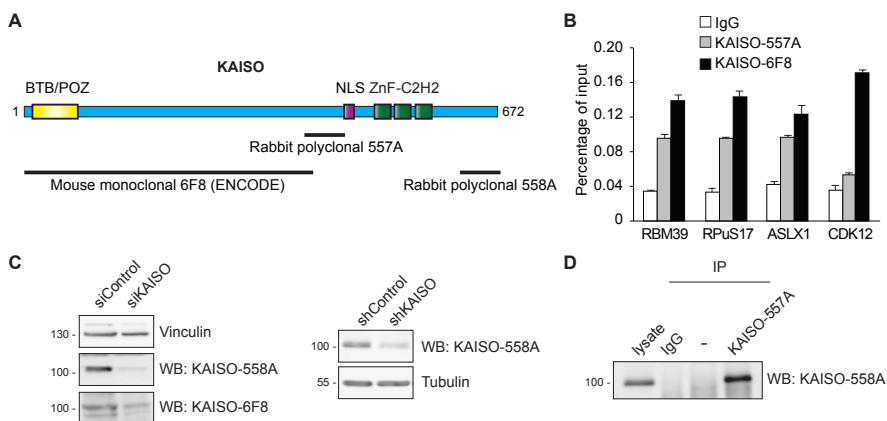 A
KAISO
BTB/POZ
NLS ZnF-C2H2
1
672
Rabbit polyclonal 557A
Mouse monoclonal 6F8 (ENCODE)
Rabbit polyclonal 558A
B
IgG
KAISO-557A
KAISO-6F8
Percentage of input
0.20
0.16
0.12
0.08
0.04
0
RBM39
RPuS17
ASLX1
CDK12
C
siControl
siKAISO
130 -
Vinculin
100 -
WB: KAISO-558A
100 -
WB: KAISO-6F8
shControl
shKAISO
100 -
WB: KAISO-558A
55 -
Tubulin
D
IP
lysate
IgG
-
KAISO-557A
100 -
WB: KAISO-558A